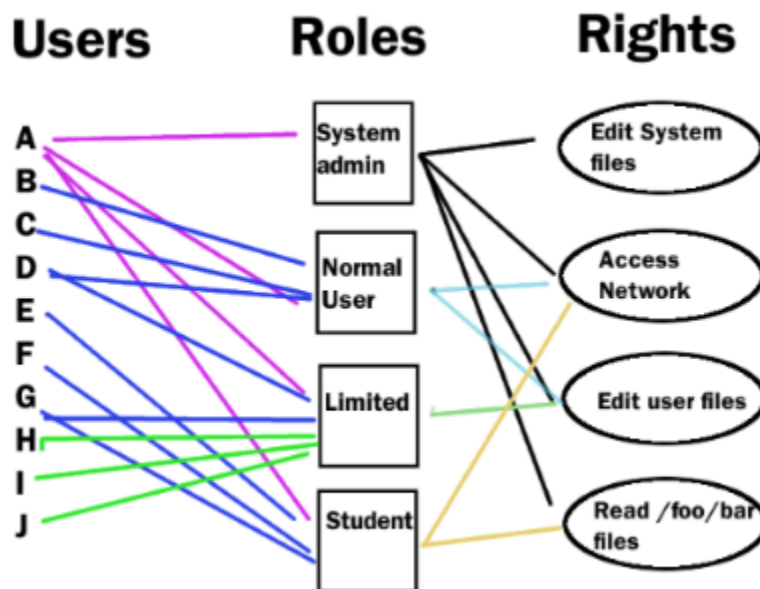 Users Roles Rights
A
B
C
D
E
F
G
H
I
J
System
admin
Normal
User
Limited
Student
Edit System
files
Access
Network
Edit user files
Read /foo/bar
files